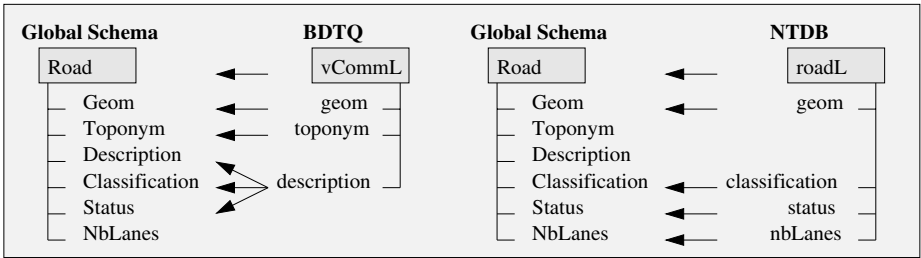 Global Schema BDTQ Global Schema NTDB
Road vCommL Road roadL
Geom geom Geom geom
Toponym toponym Toponym
Description Description
Classification description Classification classification
Status Status status
NbLanes NbLanes nbLanes